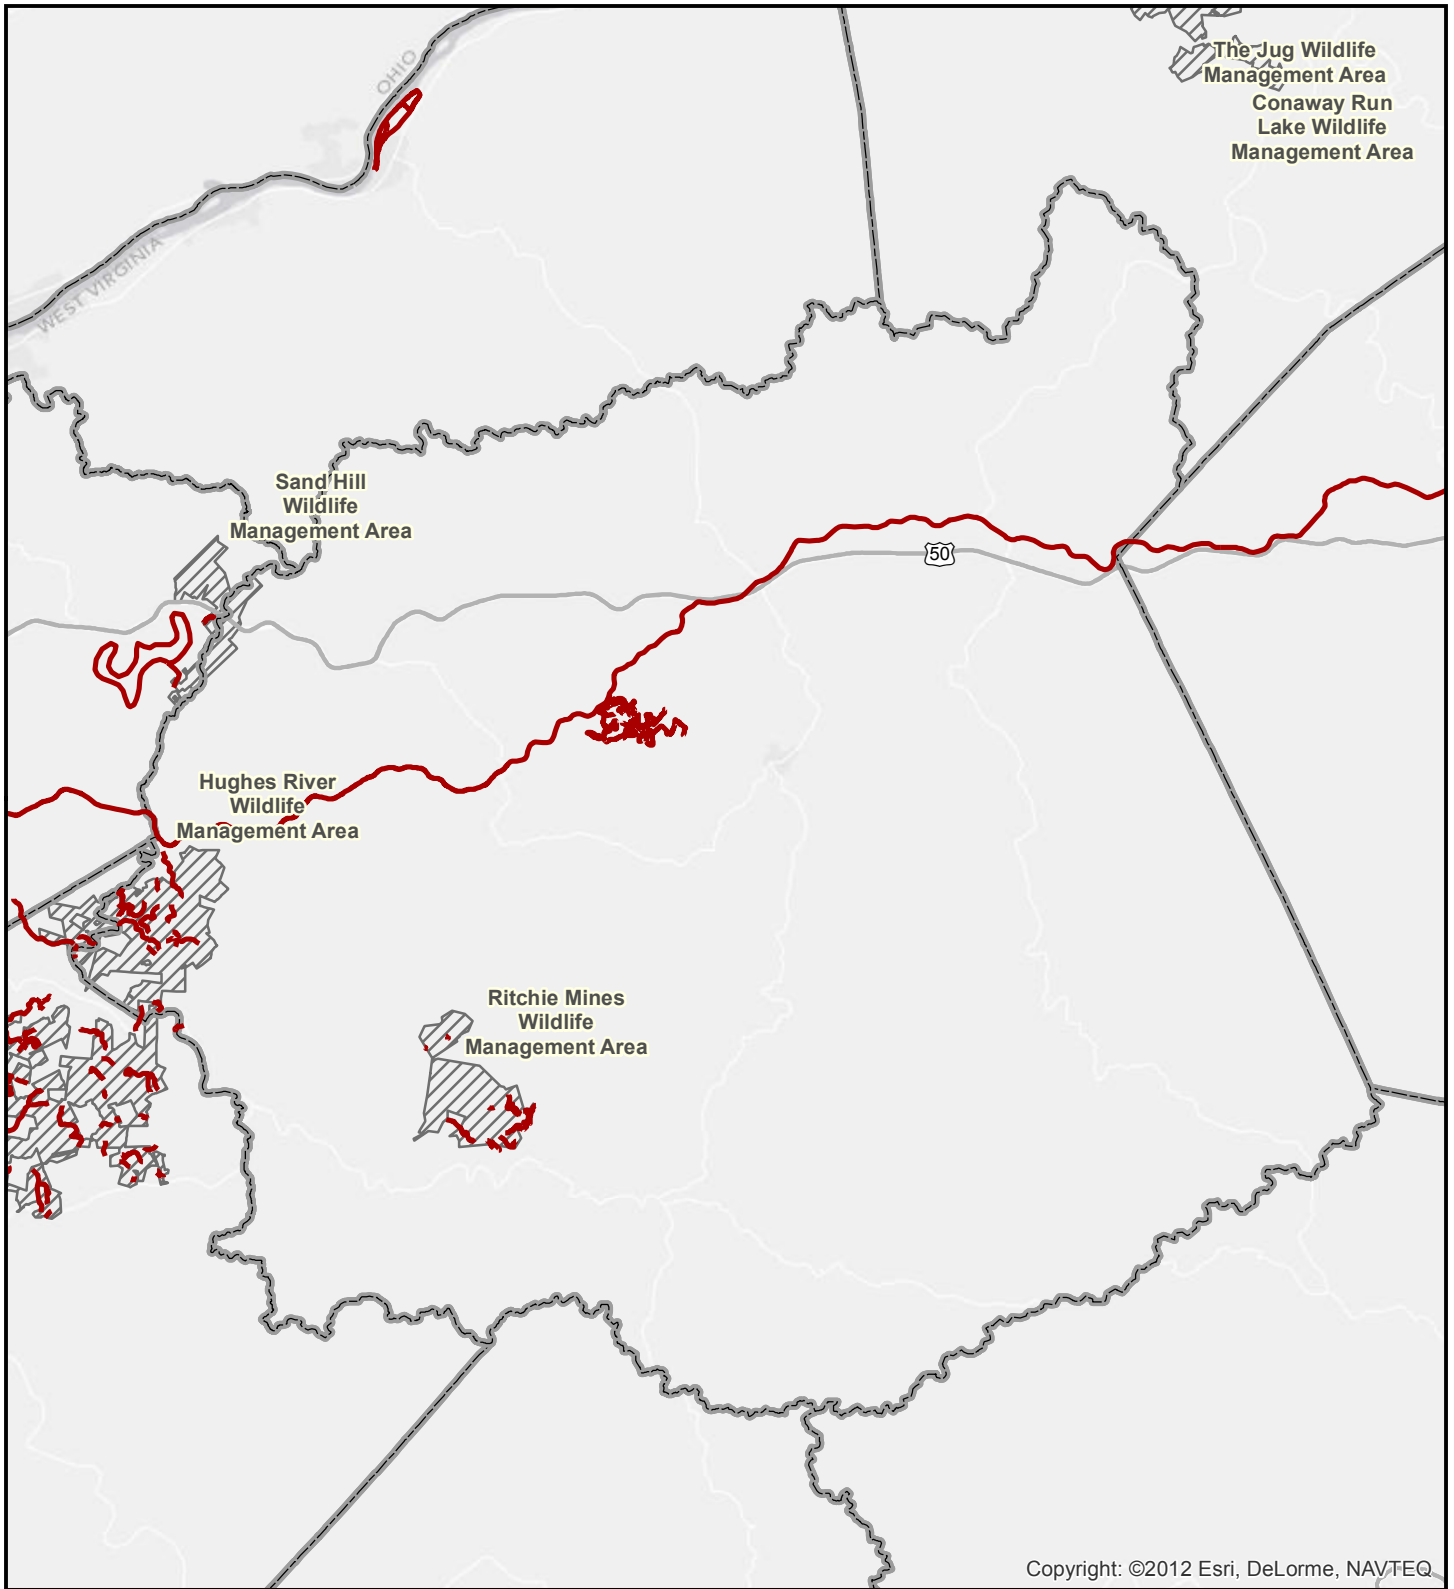 OHIO
WEST VIRGINIA
The Jug Wildlife
Management Area
Conaway Run
Lake Wildlife
Management Area
Sand Hill
Wildlife
Management Area
50
Hughes River
Wildlife
Management Area
Ritchie Mines
Wildlife
Management Area
Copyright: ©2012 Esri, DeLorme, NAVTEQ